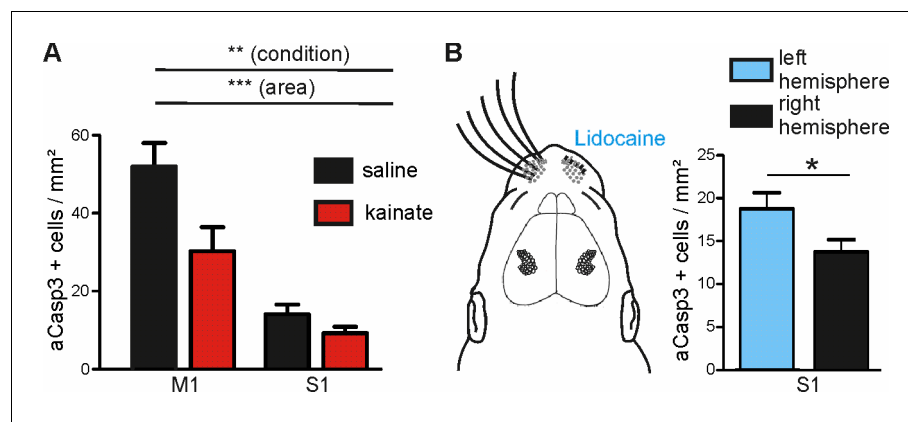 A
** (condition)
*** (area)
aCasp3 + cells / mm²
60
40
20
0
M1
S1
saline
kainate
B
Lidocaine
left
hemisphere
right
hemisphere
aCasp3 + cells / mm²
25
20
15
10
5
0
*
S1